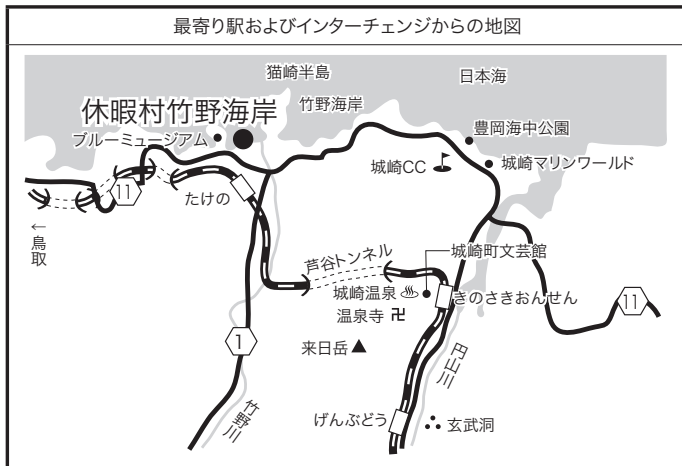 最寄り駅およびインターチェンジからの地図
猫崎半島
日本海
竹野海岸
休暇村竹野海岸
ブルーミュージアム
豊岡海中公園
城崎CC
城崎マリンワールド
11
たけの
←鳥取
芦谷トンネル
城崎町文芸館
城崎温泉
きのさきおんせん
温泉寺 卍
11
1
来日岳
円山川
竹野川
げんぶどう
玄武洞